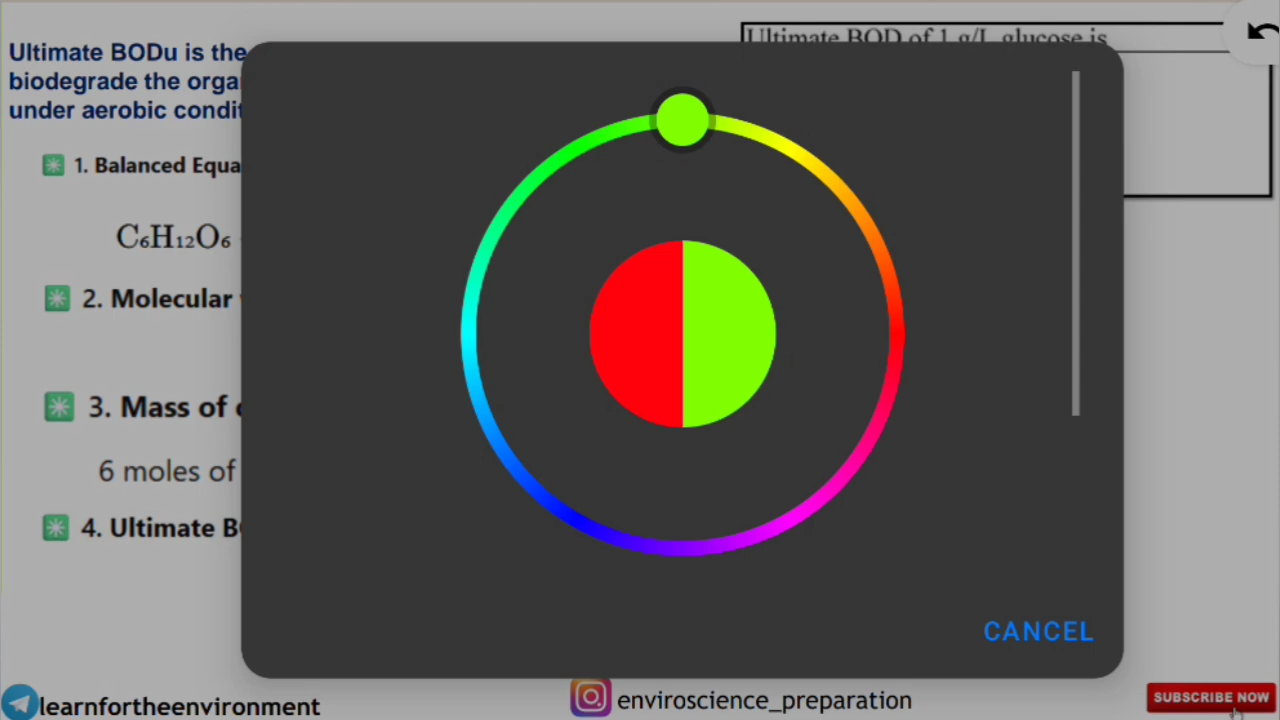 Ultimate BODu is the
biodegrade the orga
under aerobic condit
Ultimate BOD of 1 g/L glucose is
1. Balanced Equa
C₆H₁₂O₆
2. Molecular
3. Mass of
6 moles of
4. Ultimate B
CANCEL
learnfortheenvironment
enviroscience_preparation
SUBSCRIBE NOW